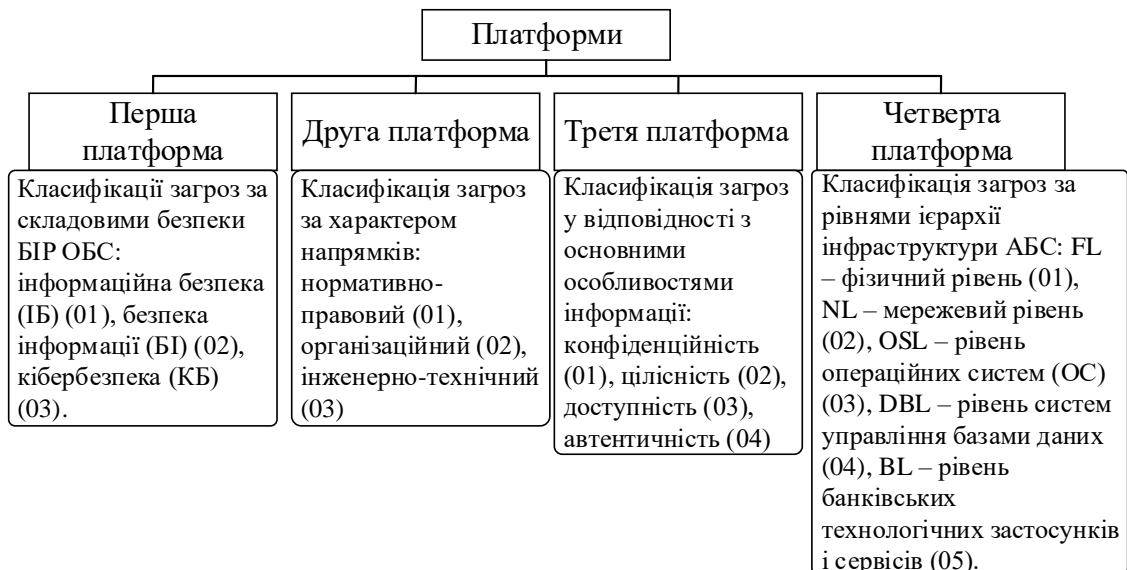 Платформи
Перша
платформа
Класифікації загроз за
складовими безпеки
БІР ОБС:
інформаційна безпека
(ІБ) (01), безпека
інформації (БІ) (02),
кібербезпека (КБ)
(03).
Друга платформа
Класифікація загроз
за характером
напрямків:
нормативно-
правовий (01),
організаційний (02),
інженерно-технічний
(03)
Третя платформа
Класифікація загроз
у відповідності з
основними
особливостями
інформації:
конфіденційність
(01), цілісність (02),
доступність (03),
автентичність (04)
Четверта
платформа
Класифікація загроз за
рівнями ієрархії
інфраструктури АБС: FL
– фізичний рівень (01),
NL – мережевий рівень
(02), OSL – рівень
операційних систем (ОС)
(03), DBL – рівень систем
управління базами даних
(04), BL – рівень
банківських
технологічних застосунків
і сервісів (05).